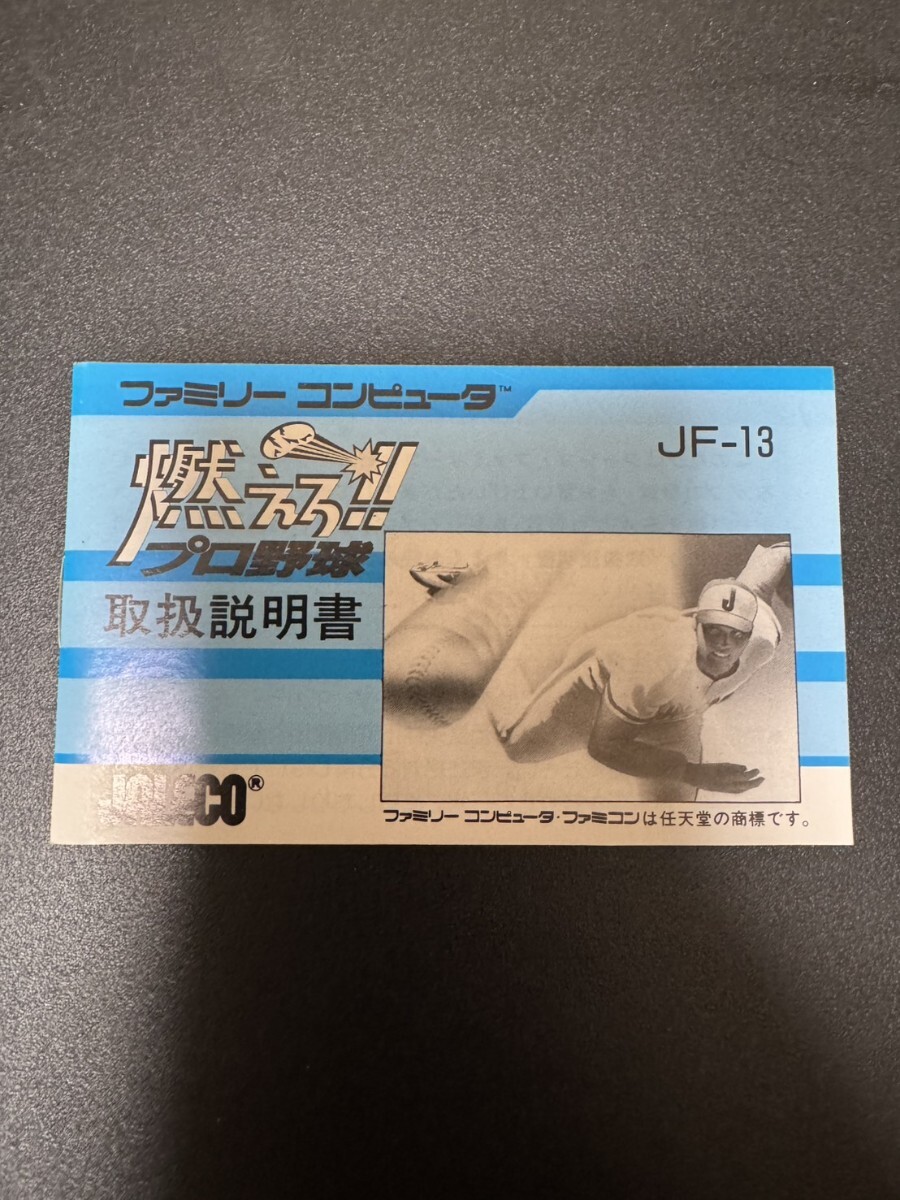 ファミリー コンピュータ™
JF-13
燃えろ!!
プロ野球
取扱説明書
J
JALECO®
ファミリー コンピュータ・ファミコンは任天堂の商標です。